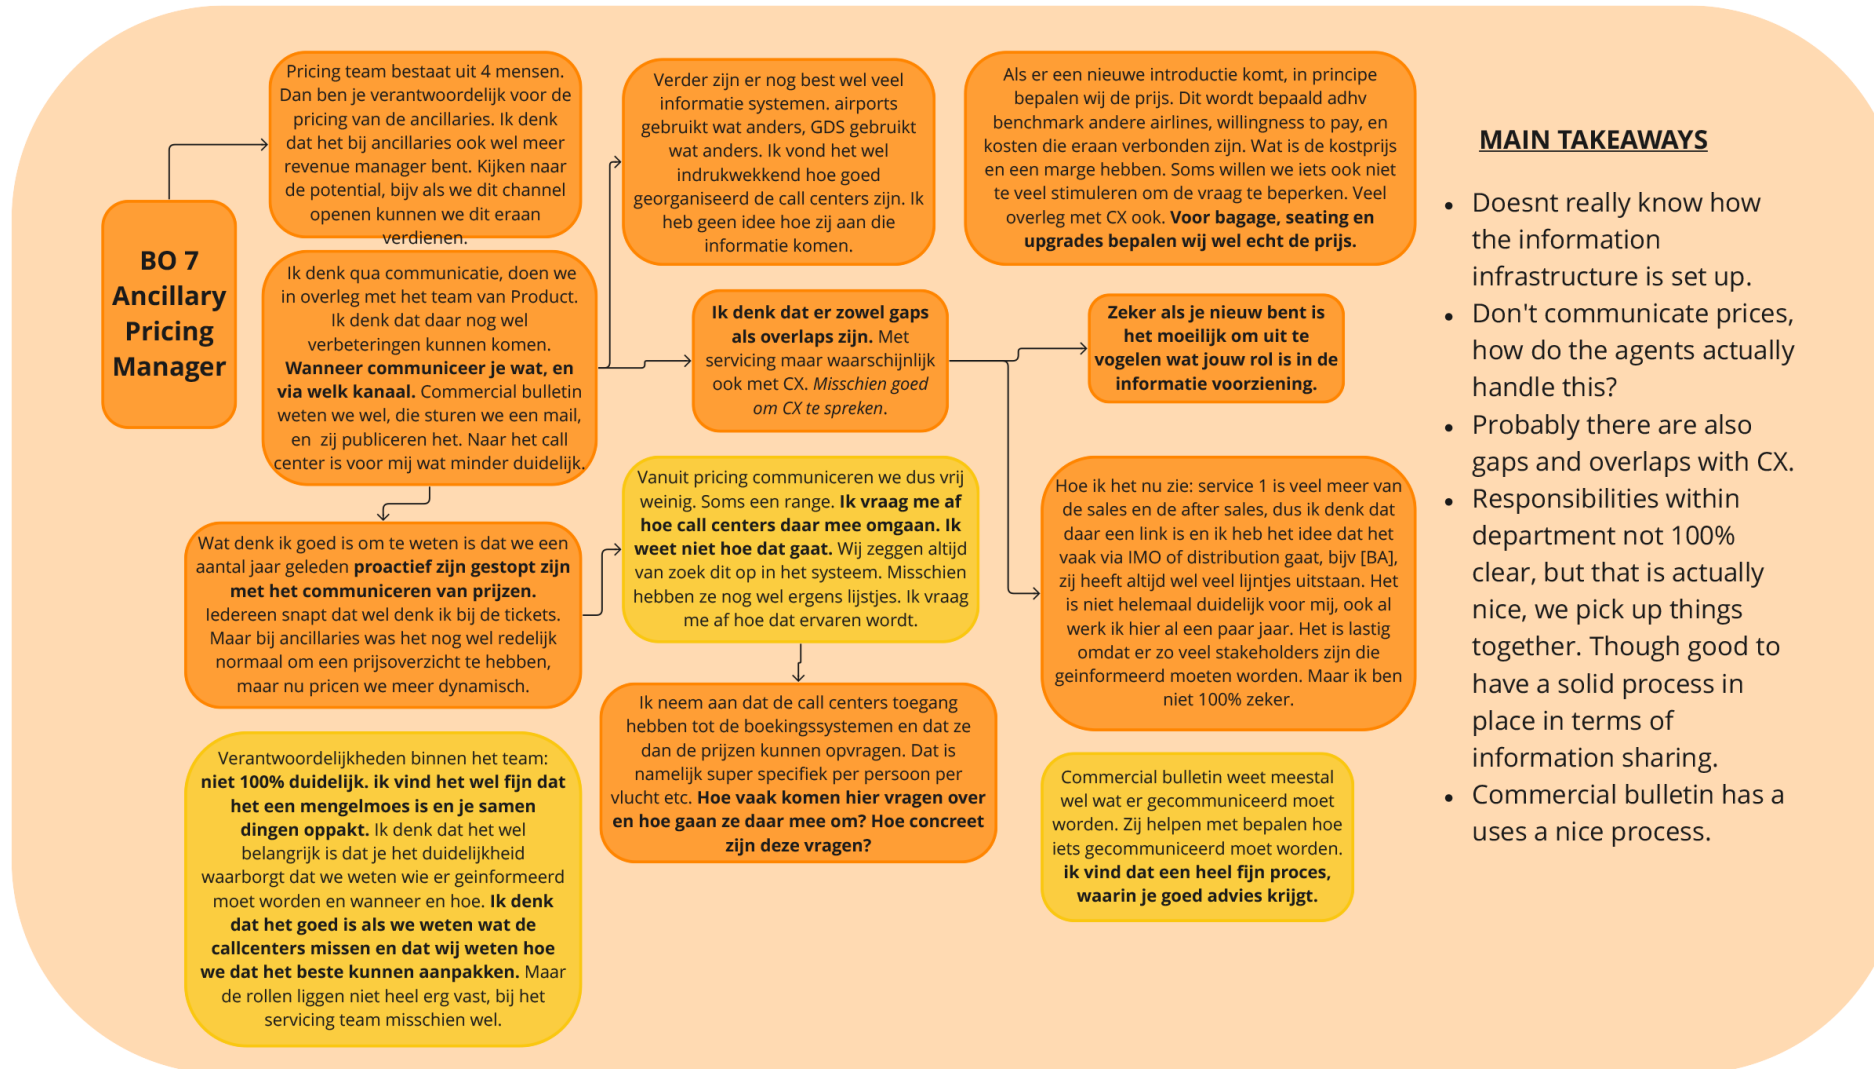 BO 7
Ancillary
Pricing
Manager
Pricing team bestaat uit 4 mensen.
Dan ben je verantwoordelijk voor de
pricing van de ancillaries. Ik denk
dat het bij ancillaries ook wel meer
revenue manager bent. Kijken naar
de potential, bijv als we dit channel
openen kunnen we dit eraan
verdienen.
Ik denk qua communicatie, doen we
in overleg met het team van Product.
Ik denk dat daar nog wel
verbeteringen kunnen komen.
Wanneer communiceer je wat, en
via welk kanaal. Commercial bulletin
weten we wel, die sturen we een mail,
en zij publiceren het. Naar het call
center is voor mij wat minder duidelijk.
Wat denk ik goed is om te weten is dat we een
aantal jaar geleden proactief zijn gestopt zijn
met het communiceren van prijzen.
Iedereen snapt dat wel denk ik bij de tickets.
Maar bij ancillaries was het nog wel redelijk
normaal om een prijsoverzicht te hebben,
maar nu pricen we meer dynamisch.
Verantwoordelijkheden binnen het team:
niet 100% duidelijk. ik vind het wel fijn dat
het een mengelmoes is en je samen
dingen oppakt. Ik denk dat het wel
belangrijk is dat je het duidelijkheid
waarborgt dat we weten wie er geinformeerd
moet worden en wanneer en hoe. Ik denk
dat het goed is als we weten wat de
callcenters missen en dat wij weten hoe
we dat het beste kunnen aanpakken. Maar
de rollen liggen niet heel erg vast, bij het
servicing team misschien wel.
Verder zijn er nog best wel veel
informatie systemen. airports
gebruikt wat anders, GDS gebruikt
wat anders. Ik vond het wel
indrukwekkend hoe goed
georganiseerd de call centers zijn. Ik
heb geen idee hoe zij aan die
informatie komen.
Ik denk dat er zowel gaps
als overlaps zijn. Met
servicing maar waarschijnlijk
ook met CX. Misschien goed
om CX te spreken.
Vanuit pricing communiceren we dus vrij
weinig. Soms een range. Ik vraag me af
hoe call centers daar mee omgaan. Ik
weet niet hoe dat gaat. Wij zeggen altijd
van zoek dit op in het systeem. Misschien
hebben ze nog wel ergens lijstjes. Ik vraag
me af hoe dat ervaren wordt.
Ik neem aan dat de call centers toegang
hebben tot de boekingssystemen en dat ze
dan de prijzen kunnen opvragen. Dat is
namelijk super specifiek per persoon per
vlucht etc. Hoe vaak komen hier vragen over
en hoe gaan ze daar mee om? Hoe concreet
zijn deze vragen?
Als er een nieuwe introductie komt, in principe
bepalen wij de prijs. Dit wordt bepaald adhv
benchmark andere airlines, willingness to pay, en
kosten die eraan verbonden zijn. Wat is de kostprijs
en een marge hebben. Soms willen we iets ook niet
te veel stimuleren om de vraag te beperken. Veel
overleg met CX ook. Voor bagage, seating en
upgrades bepalen wij wel echt de prijs.
Zeker als je nieuw bent is
het moeilijk om uit te
vogelen wat jouw rol is in de
informatie voorziening.
Hoe ik het nu zie: service 1 is veel meer van
de sales en de after sales, dus ik denk dat
daar een link is en ik heb het idee dat het
vaak via IMO of distribution gaat, bijv [BA],
zij heeft altijd wel veel lijntjes uitstaan. Het
is niet helemaal duidelijk voor mij, ook al
werk ik hier al een paar jaar. Het is lastig
omdat er zo veel stakeholders zijn die
geinformeerd moeten worden. Maar ik ben
niet 100% zeker.
Commercial bulletin weet meestal
wel wat er gecommuniceerd moet
worden. Zij helpen met bepalen hoe
iets gecommuniceerd moet worden.
ik vind dat een heel fijn proces,
waarin je goed advies krijgt.
MAIN TAKEAWAYS
• Doesnt really know how
the information
infrastructure is set up.
• Don't communicate prices,
how do the agents actually
handle this?
• Probably there are also
gaps and overlaps with CX.
• Responsibilities within
department not 100%
clear, but that is actually
nice, we pick up things
together. Though good to
have a solid process in
place in terms of
information sharing.
• Commercial bulletin has a
uses a nice process.